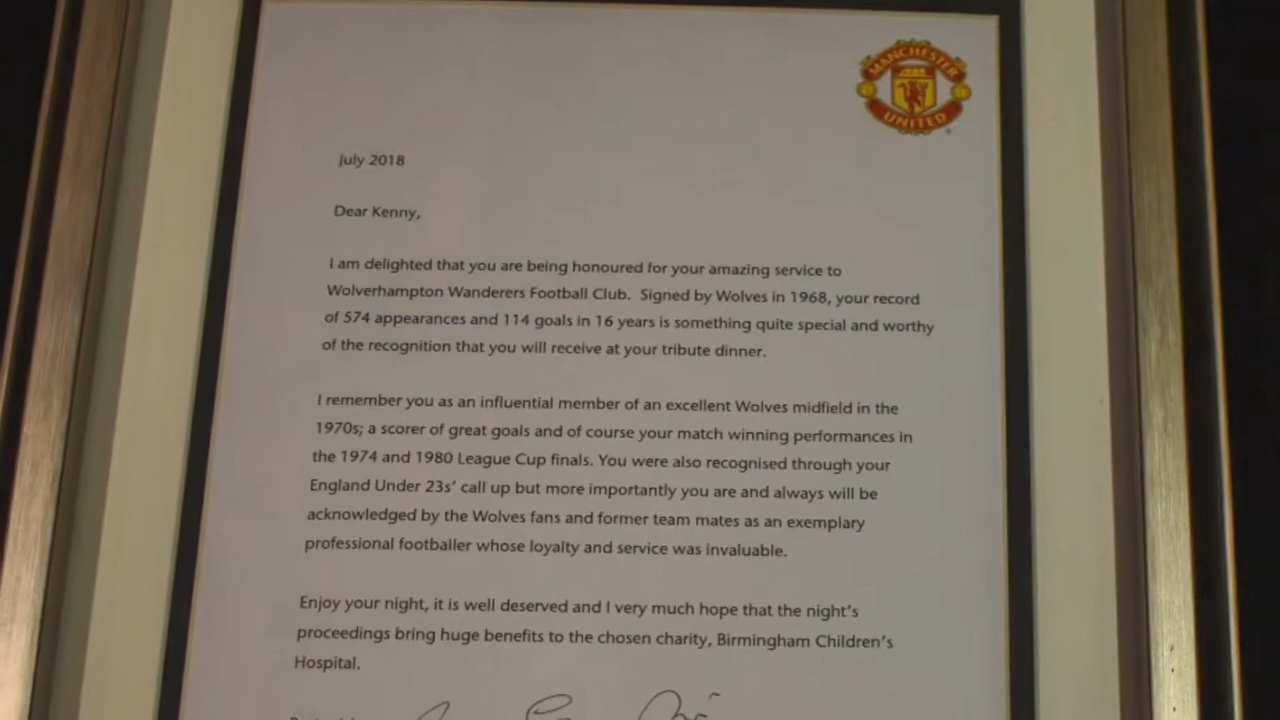 MANCHESTER
UNITED
July 2018
Dear Kenny,
I am delighted that you are being honoured for your amazing service to
Wolverhampton Wanderers Football Club. Signed by Wolves in 1968, your record
of 574 appearances and 114 goals in 16 years is something quite special and worthy
of the recognition that you will receive at your tribute dinner.
I remember you as an influential member of an excellent Wolves midfield in the
1970s; a scorer of great goals and of course your match winning performances in
the 1974 and 1980 League Cup finals. You were also recognised through your
England Under 23s' call up but more importantly you are and always will be
acknowledged by the Wolves fans and former team mates as an exemplary
professional footballer whose loyalty and service was invaluable.
Enjoy your night, it is well deserved and I very much hope that the night's
proceedings bring huge benefits to the chosen charity, Birmingham Children's
Hospital.